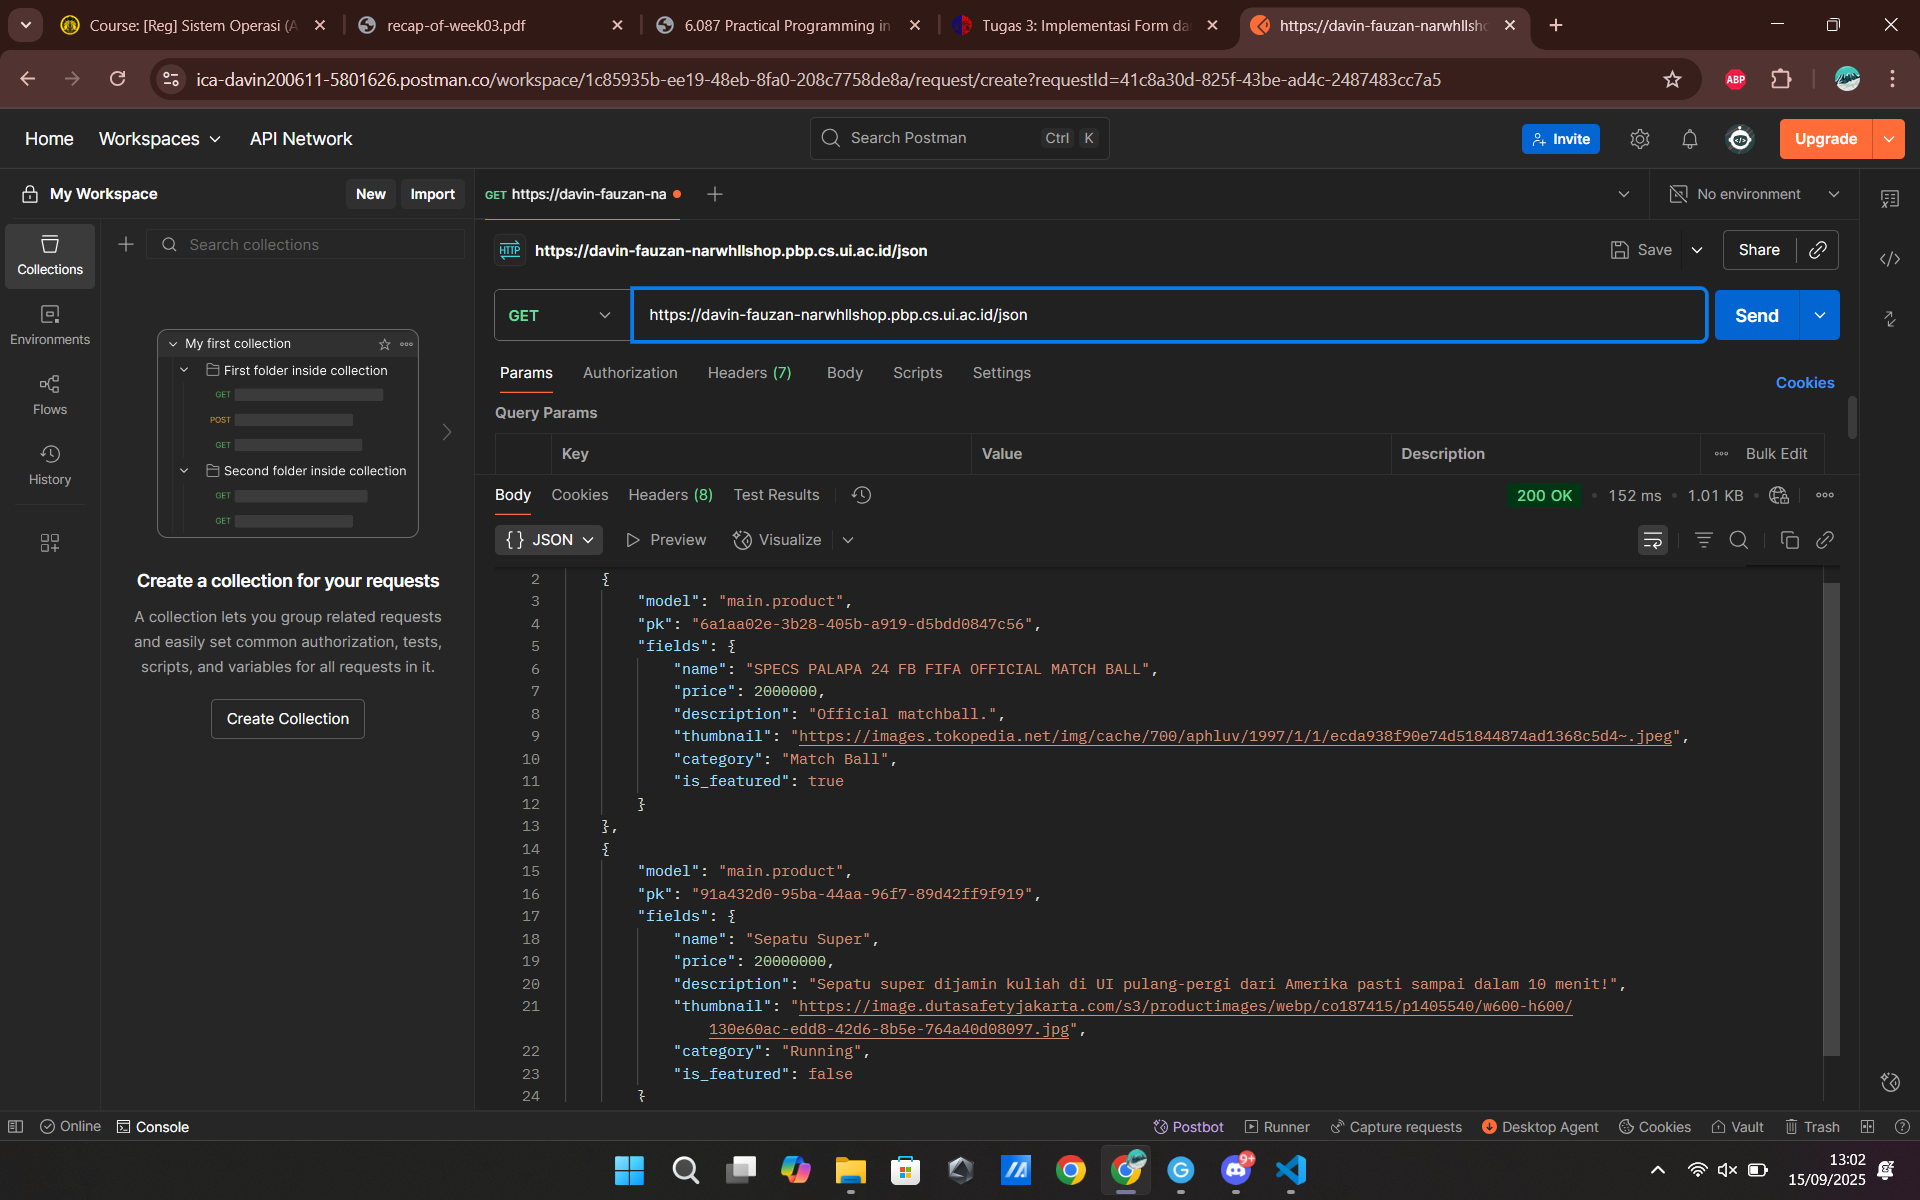 Course: [Reg] Sistem Operasi (A
recap-of-week03.pdf
6.087 Practical Programming in
Tugas 3: Implementasi Form da
https://davin-fauzan-narwhllsho
ica-davin200611-5801626.postman.co/workspace/1c85935b-ee19-48eb-8fa0-208c7758de8a/request/create?requestId=41c8a30d-825f-43be-ad4c-2487483cc7a5
ABP
Home
Workspaces
API Network
Search Postman
Ctrl K
Invite
Upgrade
My Workspace
New
Import
GET https://davin-fauzan-na
No environment
Collections
Environments
Flows
History
Search collections
My first collection
First folder inside collection
GET
POST
GET
Second folder inside collection
GET
GET
Create a collection for your requests
A collection lets you group related requests
and easily set common authorization, tests,
scripts, and variables for all requests in it.
Create Collection
HTTP
https://davin-fauzan-narwhllshop.pbp.cs.ui.ac.id/json
Save
Share
GET
https://davin-fauzan-narwhllshop.pbp.cs.ui.ac.id/json
Send
Params
Authorization
Headers (7)
Body
Scripts
Settings
Cookies
Query Params
Key
Value
Description
Bulk Edit
Body
Cookies
Headers (8)
Test Results
200 OK
152 ms
1.01 KB
{} JSON
Preview
Visualize
2 {
3 "model": "main.product",
4 "pk": "6a1aa02e-3b28-405b-a919-d5bdd0847c56",
5 "fields": {
6 "name": "SPECS PALAPA 24 FB FIFA OFFICIAL MATCH BALL",
7 "price": 2000000,
8 "description": "Official matchball.",
9 "thumbnail": "https://images.tokopedia.net/img/cache/700/aphluv/1997/1/1/ecda938f90e74d51844874ad1368c5d4~.jpeg",
10 "category": "Match Ball",
11 "is_featured": true
12 }
13 },
14 {
15 "model": "main.product",
16 "pk": "91a432d0-95ba-44aa-96f7-89d42ff9f919",
17 "fields": {
18 "name": "Sepatu Super",
19 "price": 20000000,
20 "description": "Sepatu super dijamin kuliah di UI pulang-pergi dari Amerika pasti sampai dalam 10 menit!",
21 "thumbnail": "https://image.dutasafetyjakarta.com/s3/productimages/webp/co187415/p1405540/w600-h600/
130e60ac-edd8-42d6-8b5e-764a40d08097.jpg",
22 "category": "Running",
23 "is_featured": false
24 }
Online
Console
Postbot
Runner
Capture requests
Desktop Agent
Cookies
Vault
Trash
9+
13:02
15/09/2025